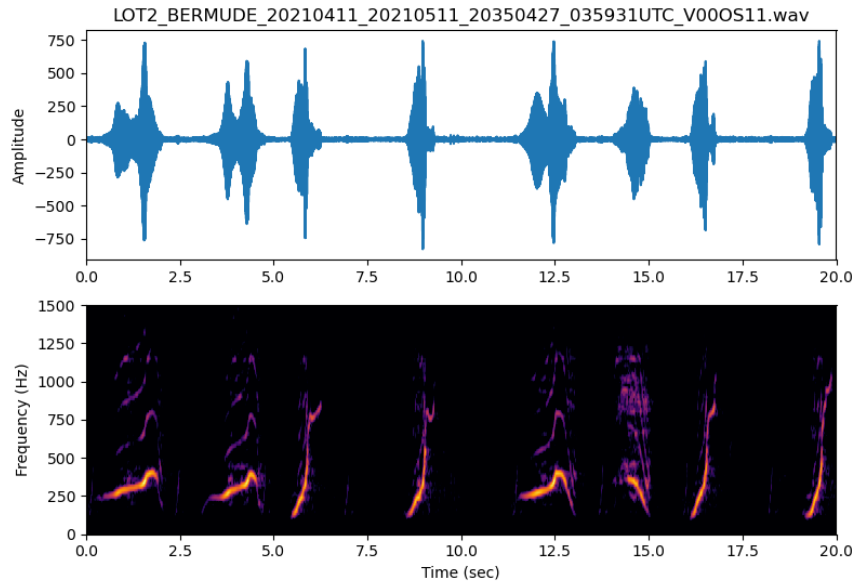 LOT2_BERMUDE_20210411_20210511_20350427_035931UTC_V00OS11.wav
750
500
250
0
−250
−500
−750
Amplitude
0.0 2.5 5.0 7.5 10.0 12.5 15.0 17.5 20.0
1500
1250
1000
750
500
250
0
Frequency (Hz)
0.0 2.5 5.0 7.5 10.0 12.5 15.0 17.5 20.0
Time (sec)